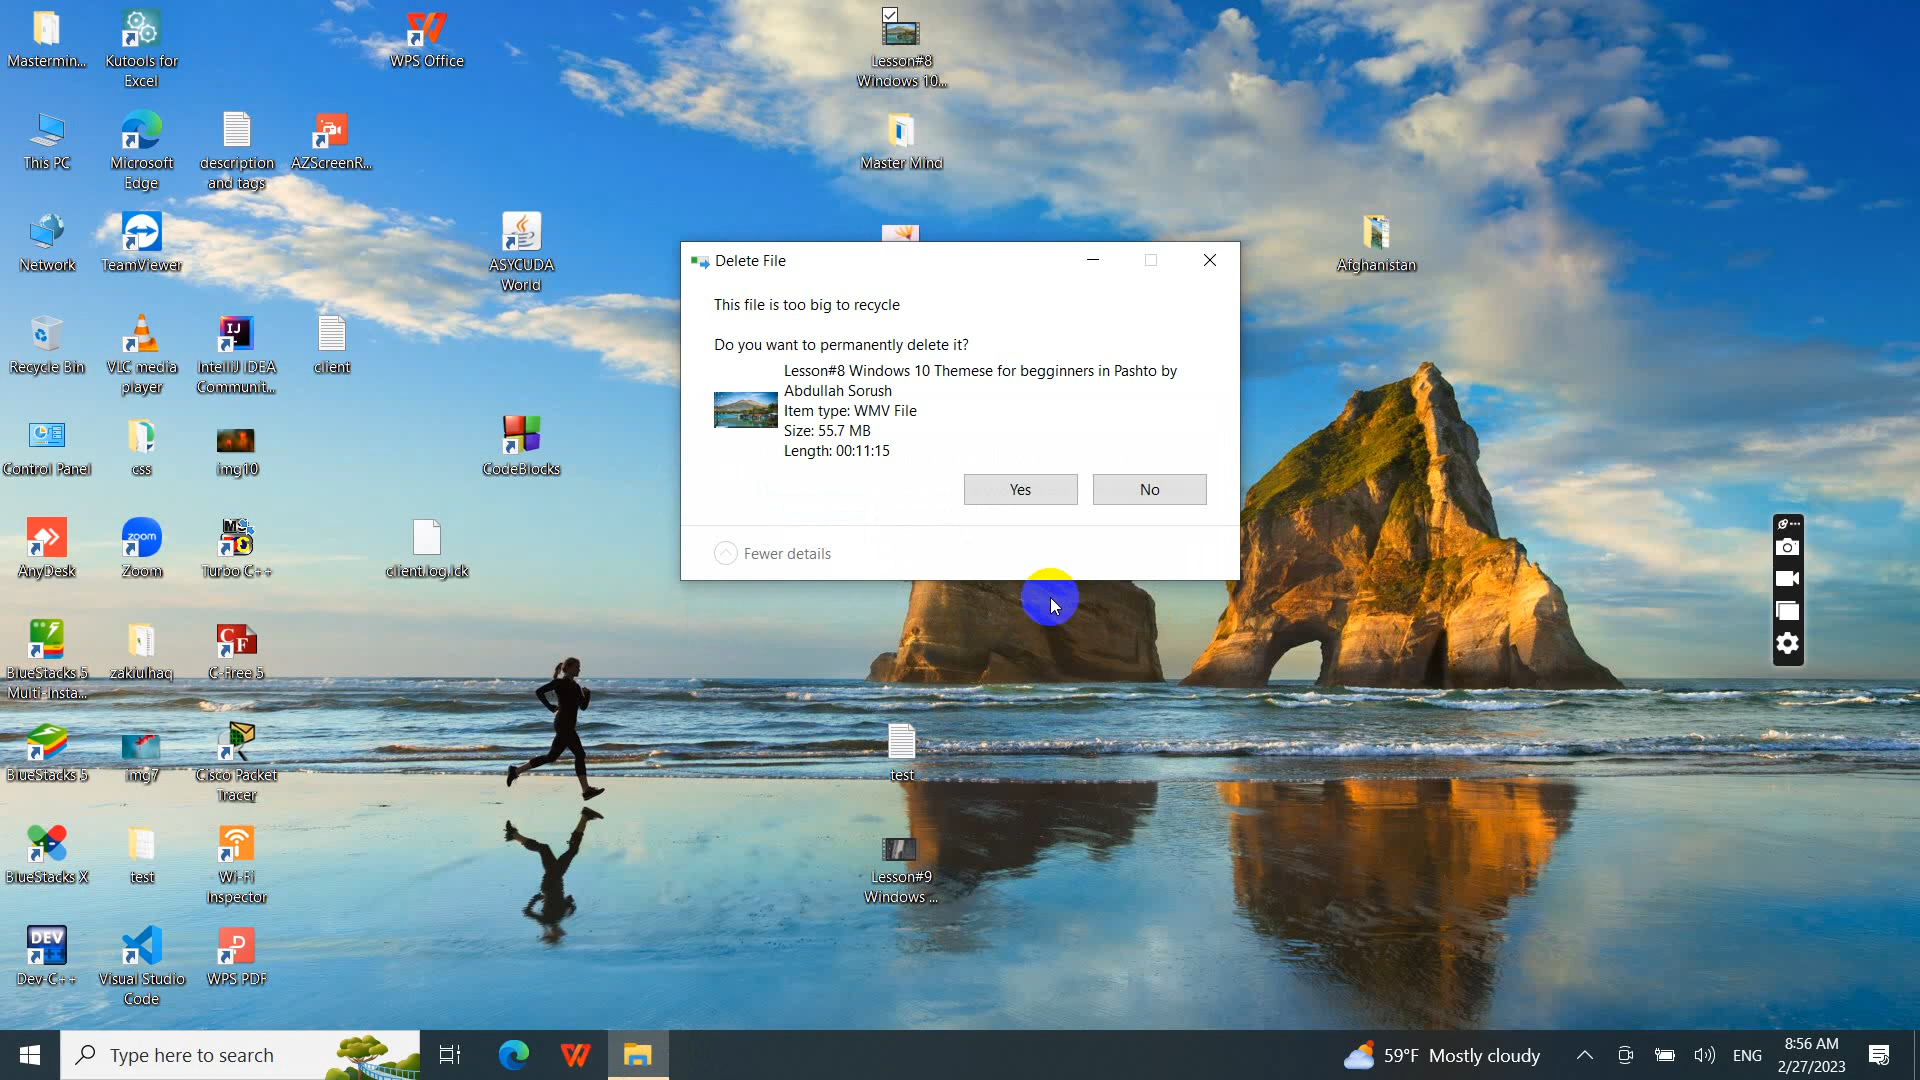 Mastermin...
Kutools for
Excel
WPS Office
Lesson#8
Windows 10...
This PC
Microsoft
Edge
description
and tags
AZScreenR...
Master Mind
Network
TeamViewer
ASYCUDA
World
Afghanistan
Recycle Bin
VLC media
player
IntelliJ IDEA
Communit...
client
Control Panel
css
img10
CodeBlocks
AnyDesk
Zoom
Turbo C++
client.log.lck
BlueStacks 5
Multi-Insta...
zakiulhaq
C-Free 5
BlueStacks 5
img7
Cisco Packet
Tracer
test
BlueStacks X
test
Wi-Fi
Inspector
Lesson#9
Windows ...
Dev-C++
Visual Studio
Code
WPS PDF
Delete File
This file is too big to recycle
Do you want to permanently delete it?
Lesson#8 Windows 10 Themese for begginners in Pashto by
Abdullah Sorush
Item type: WMV File
Size: 55.7 MB
Length: 00:11:15
Yes
No
Fewer details
Type here to search
59°F Mostly cloudy
ENG
8:56 AM
2/27/2023